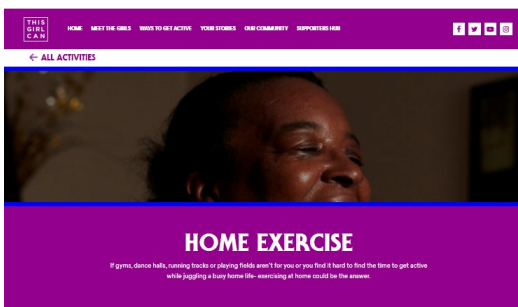 THIS
GIRL
CAN
HOME MEET THE GIRLS WAYS TO GET ACTIVE YOUR STORIES OUR COMMUNITY SUPPORTERS HUB
← ALL ACTIVITIES
HOME EXERCISE
If gyms, dance halls, running tracks or playing fields aren't for you or you find it hard to find the time to get active
while juggling a busy home life- exercising at home could be the answer.